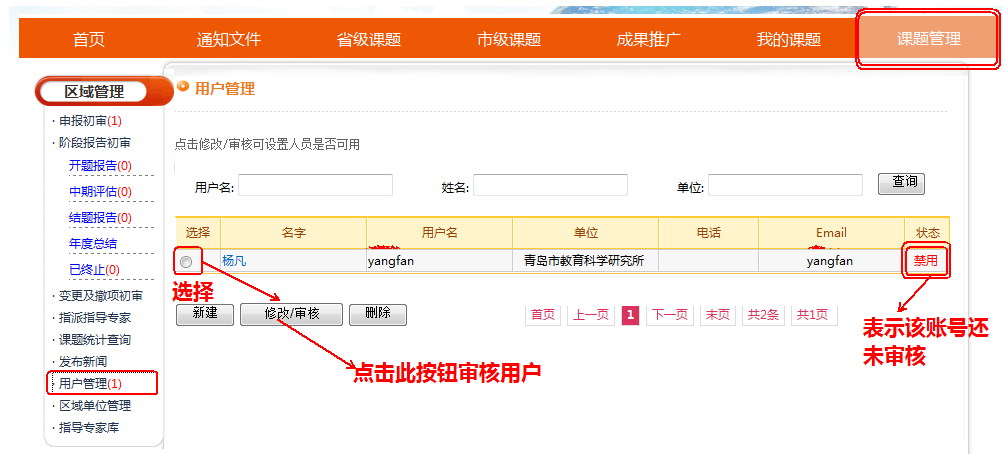 首页 通知文件 省级课题 市级课题 成果推广 我的课题 课题管理
区域管理
· 申报初审(1)
· 阶段报告初审
开题报告(0)
中期评估(0)
结题报告(0)
年度总结
已终止(0)
· 变更及撤项初审
· 指派指导专家
· 课题统计查询
· 发布新闻
· 用户管理(1)
· 区域单位管理
· 指导专家库
用户管理
点击修改/审核可设置人员是否可用
用户名: 姓名: 单位: 查询
选择 名字 用户名 单位 电话 Email 状态
杨凡 yangfan 青岛市教育科学研究所 yangfan 禁用
选择
新建 修改/审核 删除 首页 上一页 1 下一页 末页 共2条 共1页
表示该账号还
未审核
点击此按钮审核用户